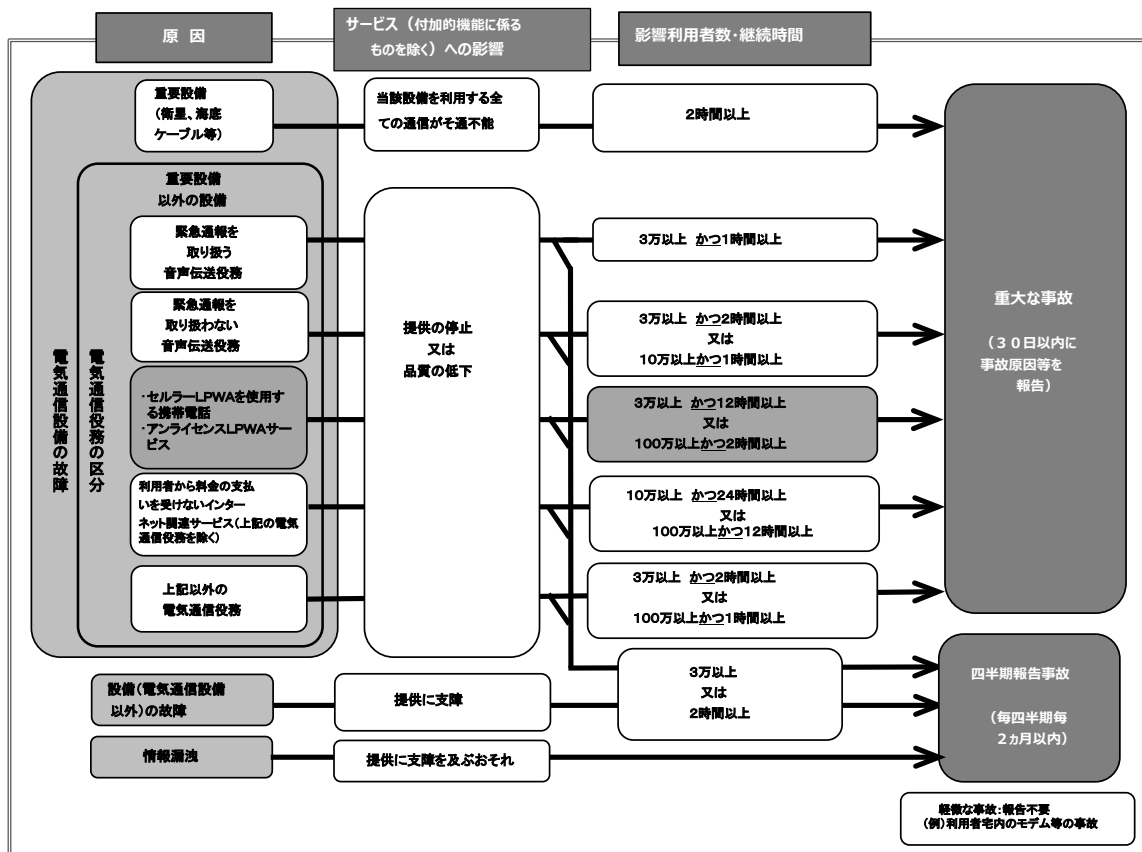 原 因
サービス(付加的機能に係る
ものを除く)への影響
影響利用者数・継続時間
重要設備
(衛星、海底
ケーブル等)
当該設備を利用する全
ての通信がそ通不能
2時間以上
重要設備
以外の設備
緊急通報を
取り扱う
音声伝送役務
3万以上 かつ1時間以上
緊急通報を
取り扱わない
音声伝送役務
提供の停止
又は
品質の低下
3万以上 かつ2時間以上
又は
10万以上かつ1時間以上
重大な事故
(30日以内に
事故原因等を
報告)
電気通信設備の故障
電気通信役務の区分
・セルラーLPWAを使用す
る携帯電話
・アンライセンスLPWAサー
ビス
3万以上 かつ12時間以上
又は
100万以上かつ2時間以上
利用者から料金の支払
いを受けないインター
ネット関連サービス(上記の電気
通信役務を除く)
10万以上 かつ24時間以上
又は
100万以上かつ12時間以上
上記以外の
電気通信役務
3万以上 かつ2時間以上
又は
100万以上かつ1時間以上
設備(電気通信設備
以外)の故障
提供に支障
3万以上
又は
2時間以上
四半期報告事故
(毎四半期毎
2ヵ月以内)
情報漏洩
提供に支障を及ぶおそれ
軽微な事故:報告不要
(例)利用者宅内のモデム等の事故